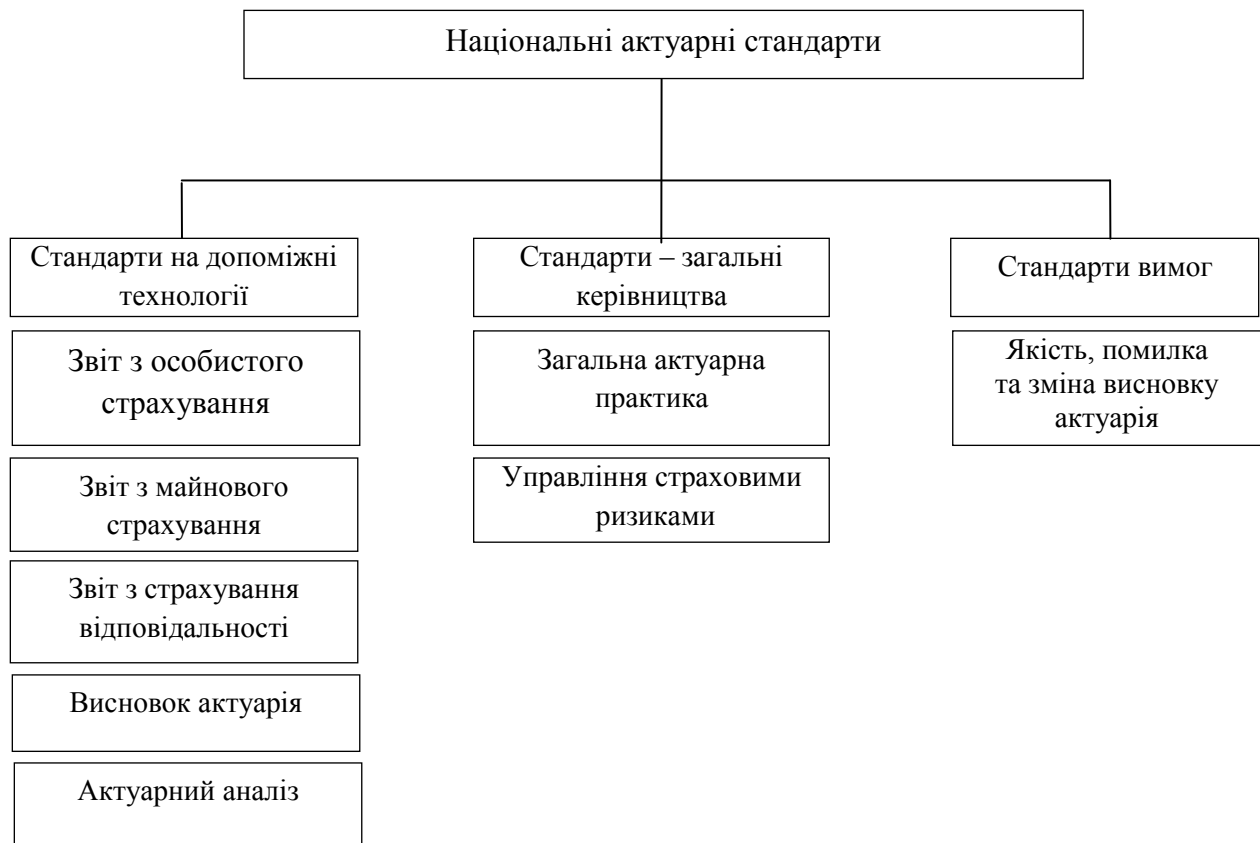 Національні актуарні стандарти
Стандарти на допоміжні
технології
Звіт з особистого
страхування
Звіт з майнового
страхування
Звіт з страхування
відповідальності
Висновок актуарія
Актуарний аналіз
Стандарти – загальні
керівництва
Загальна актуарна
практика
Управління страховими
ризиками
Стандарти вимог
Якість, помилка
та зміна висновку
актуарія